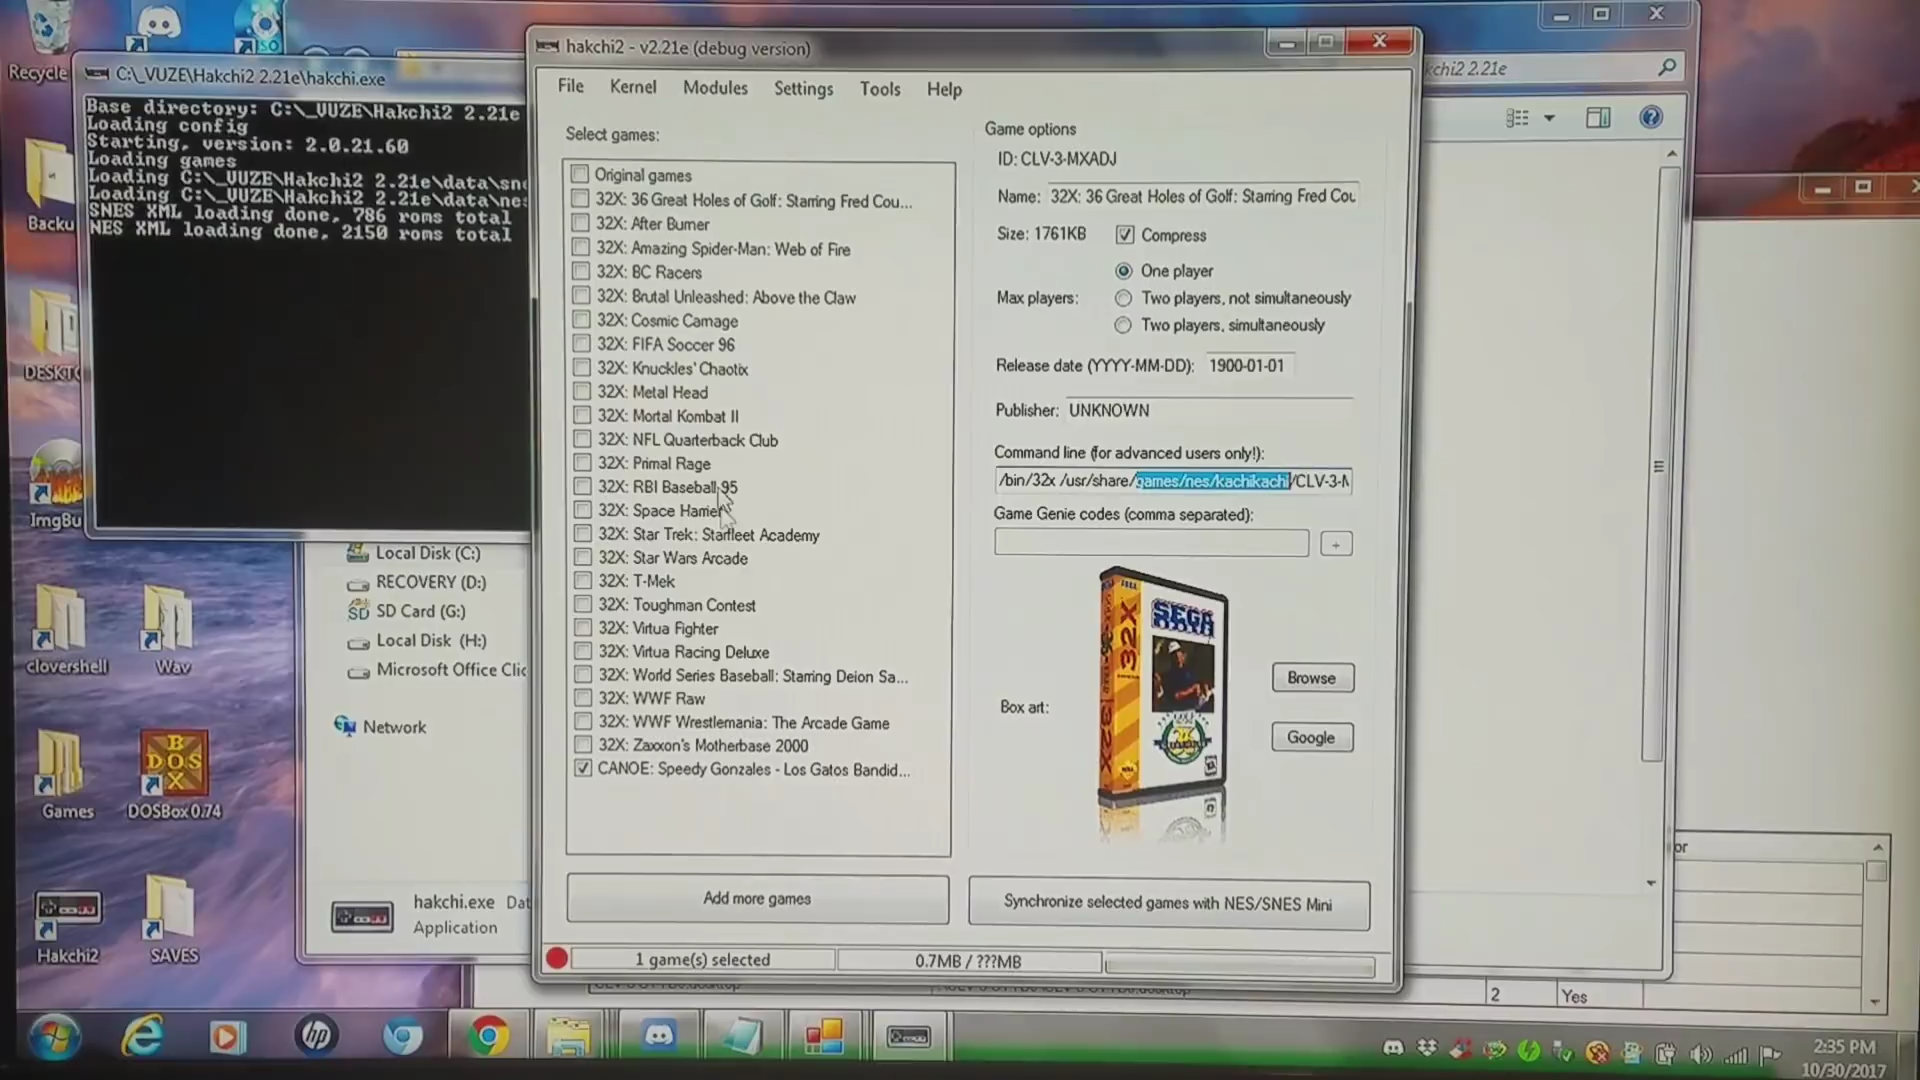 Recycle
Backu
DESKTO
ImgBu
clovershell
Wav
Games
DOSBox 0.74
Hakchi2
SAVES
C:\_VUZE\Hakchi2 2.21e\hakchi.exe
Base directory: C:\_VUZE\Hakchi2 2.21e
Loading config
Starting, version: 2.0.21.60
Loading games
Loading C:\_VUZE\Hakchi2 2.21e\data\sne
Loading C:\_VUZE\Hakchi2 2.21e\data\nes
SNES XML loading done, 786 roms total
NES XML loading done, 2150 roms total
Local Disk (C:)
RECOVERY (D:)
SD Card (G:)
Local Disk (H:)
Microsoft Office Clic
Network
hakchi.exe Dat
Application
hakchi2 - v2.21e (debug version)
File Kernel Modules Settings Tools Help
Select games:
Original games
32X: 36 Great Holes of Golf: Starring Fred Cou...
32X: After Burner
32X: Amazing Spider-Man: Web of Fire
32X: BC Racers
32X: Brutal Unleashed: Above the Claw
32X: Cosmic Carnage
32X: FIFA Soccer 96
32X: Knuckles' Chaotix
32X: Metal Head
32X: Mortal Kombat II
32X: NFL Quarterback Club
32X: Primal Rage
32X: RBI Baseball 95
32X: Space Harrier
32X: Star Trek: Starfleet Academy
32X: Star Wars Arcade
32X: T-Mek
32X: Toughman Contest
32X: Virtua Fighter
32X: Virtua Racing Deluxe
32X: World Series Baseball: Starring Deion Sa...
32X: WWF Raw
32X: WWF Wrestlemania: The Arcade Game
32X: Zaxxon's Motherbase 2000
CANOE: Speedy Gonzales - Los Gatos Bandid...
Add more games
1 game(s) selected
0.7MB / ???MB
Game options
ID: CLV-3-MXADJ
Name: 32X: 36 Great Holes of Golf: Starring Fred Cou
Size: 1761KB
Compress
Max players:
One player
Two players, not simultaneously
Two players, simultaneously
Release date (YYYY-MM-DD): 1900-01-01
Publisher: UNKNOWN
Command line (for advanced users only!):
/bin/32x /usr/share/games/nes/kachikachi/CLV-3-M
Game Genie codes (comma separated):
+
Box art:
SEGA
32X
Browse
Google
Synchronize selected games with NES/SNES Mini
kchi2 2.21e
or
2 Yes
2:35 PM
10/30/2017